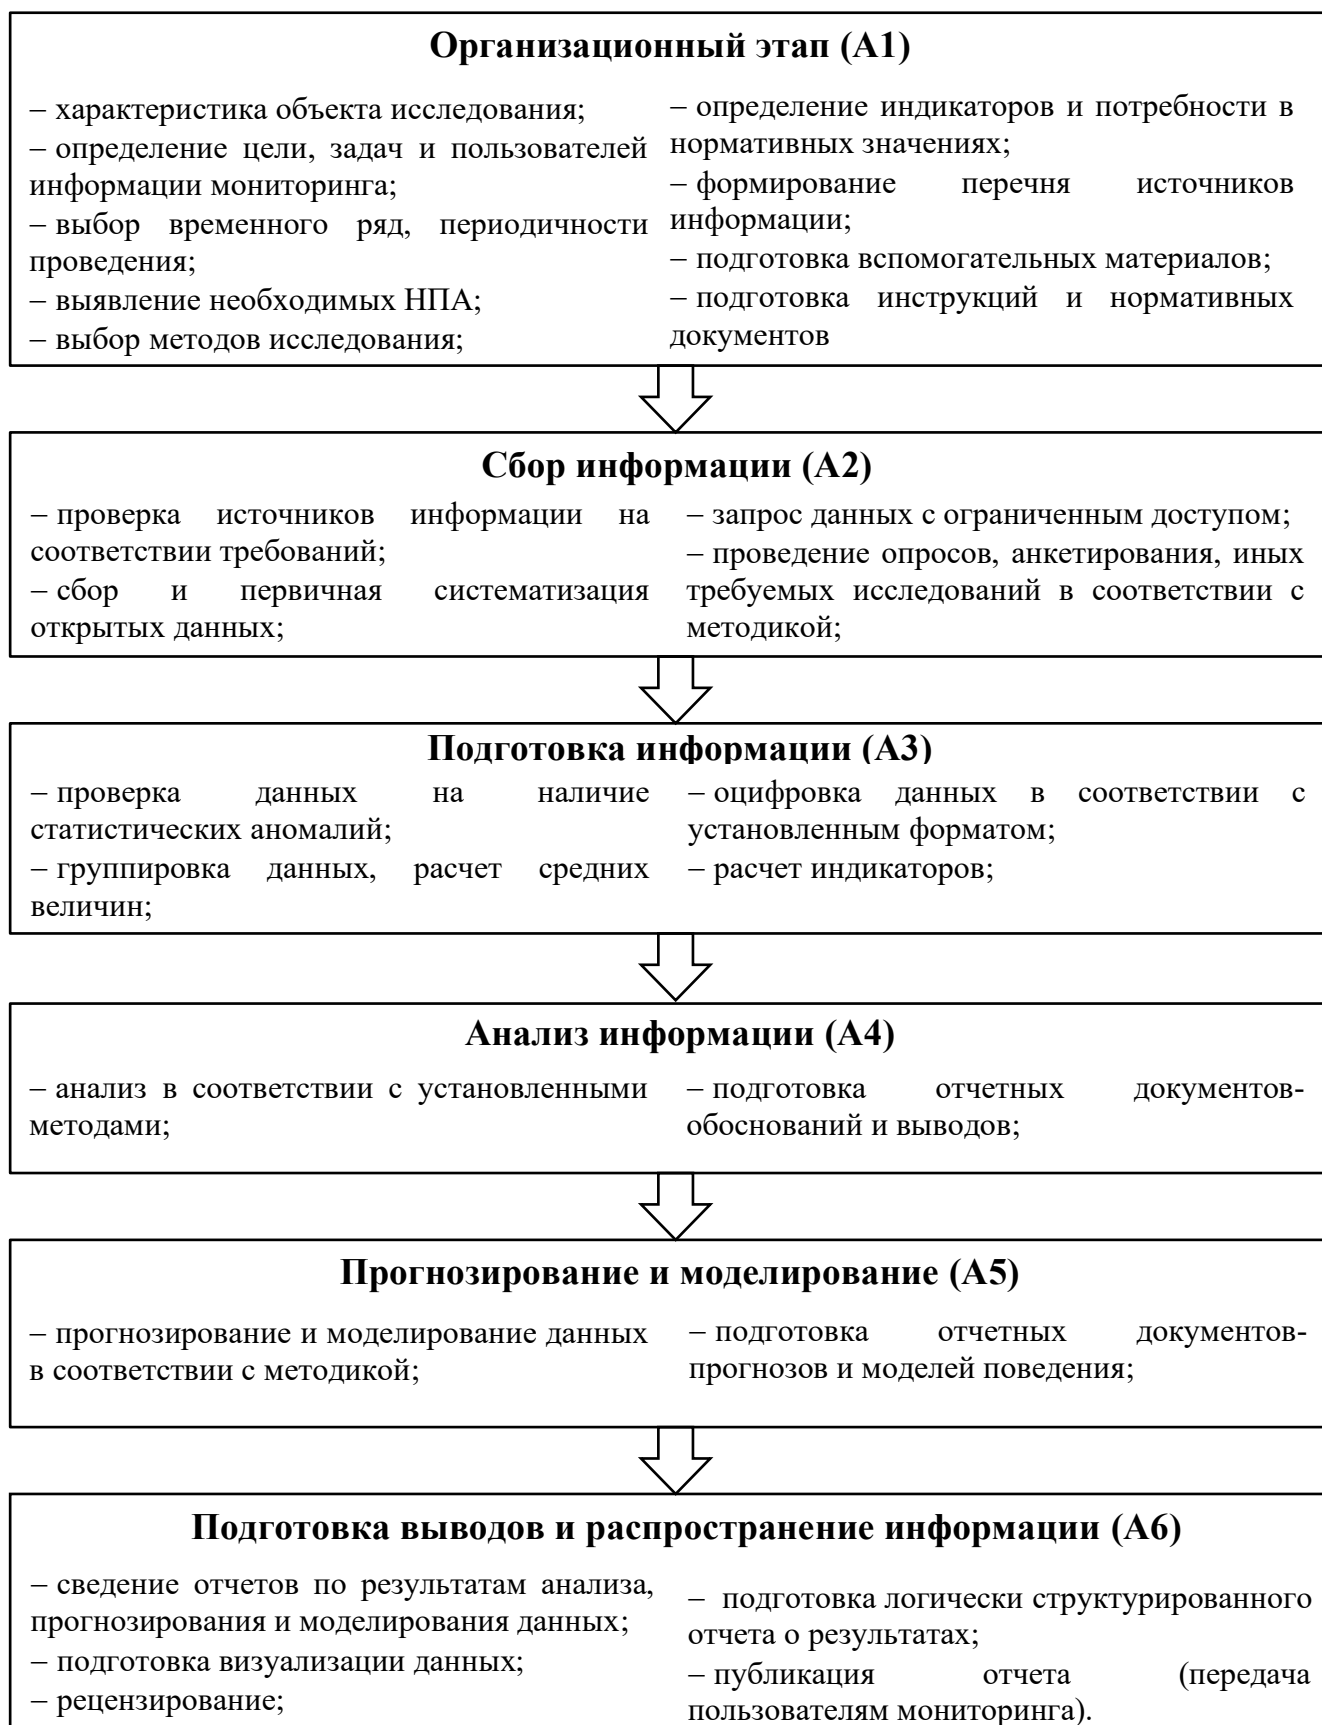 Организационный этап (А1)
– характеристика объекта исследования;
– определение цели, задач и пользователей
информации мониторинга;
– выбор временного ряд, периодичности
проведения;
– выявление необходимых НПА;
– выбор методов исследования;
– определение индикаторов и потребности в
нормативных значениях;
– формирование перечня источников
информации;
– подготовка вспомогательных материалов;
– подготовка инструкций и нормативных
документов
Сбор информации (А2)
– проверка источников информации на
соответствии требований;
– сбор и первичная систематизация
открытых данных;
– запрос данных с ограниченным доступом;
– проведение опросов, анкетирования, иных
требуемых исследований в соответствии с
методикой;
Подготовка информации (А3)
– проверка данных на наличие
статистических аномалий;
– группировка данных, расчет средних
величин;
– оцифровка данных в соответствии с
установленным форматом;
– расчет индикаторов;
Анализ информации (А4)
– анализ в соответствии с установленными
методами;
– подготовка отчетных документов-
обоснований и выводов;
Прогнозирование и моделирование (А5)
– прогнозирование и моделирование данных
в соответствии с методикой;
– подготовка отчетных документов-
прогнозов и моделей поведения;
Подготовка выводов и распространение информации (А6)
– сведение отчетов по результатам анализа,
прогнозирования и моделирования данных;
– подготовка визуализации данных;
– рецензирование;
– подготовка логически структурированного
отчета о результатах;
– публикация отчета (передача
пользователям мониторинга).